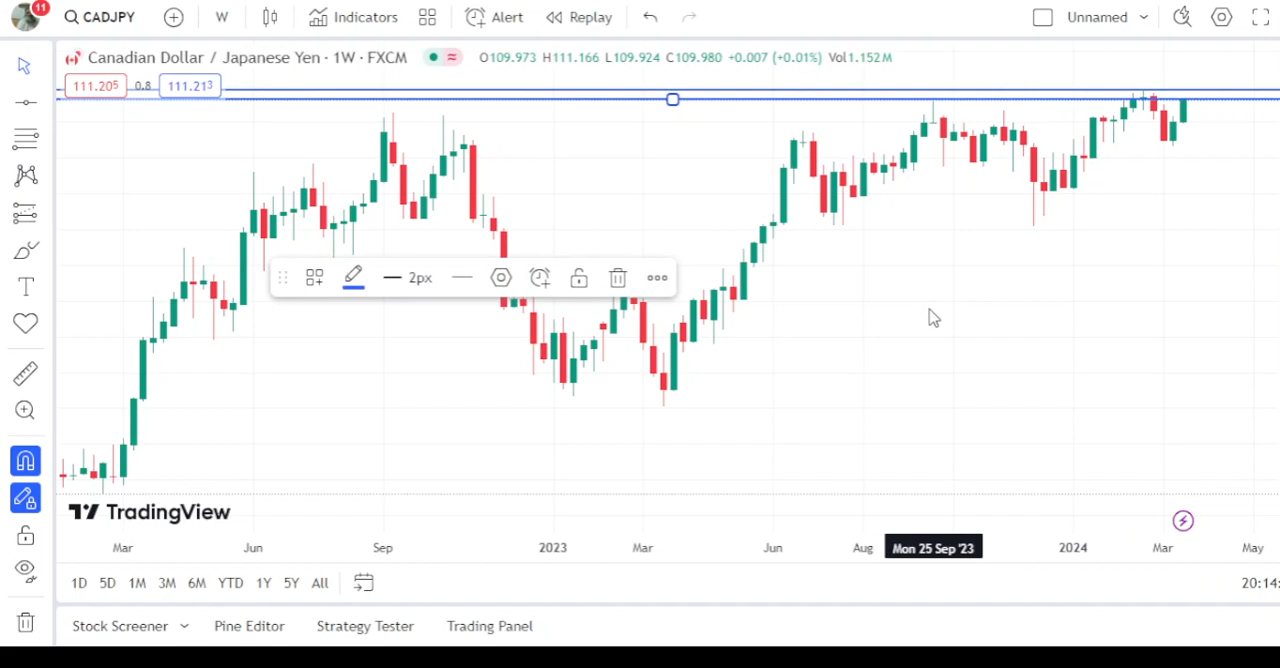 11
CADJPY
W
Indicators
Alert
Replay
Unnamed
Canadian Dollar / Japanese Yen · 1W · FXCM
O109.973 H111.166 L109.924 C109.980 +0.007 (+0.01%) Vol1.152M
111.205 0.8 111.213
2px
TradingView
Mar Jun Sep 2023 Mar Jun Aug Mon 25 Sep '23 2024 Mar May
1D 5D 1M 3M 6M YTD 1Y 5Y All
20:14:
Stock Screener Pine Editor Strategy Tester Trading Panel